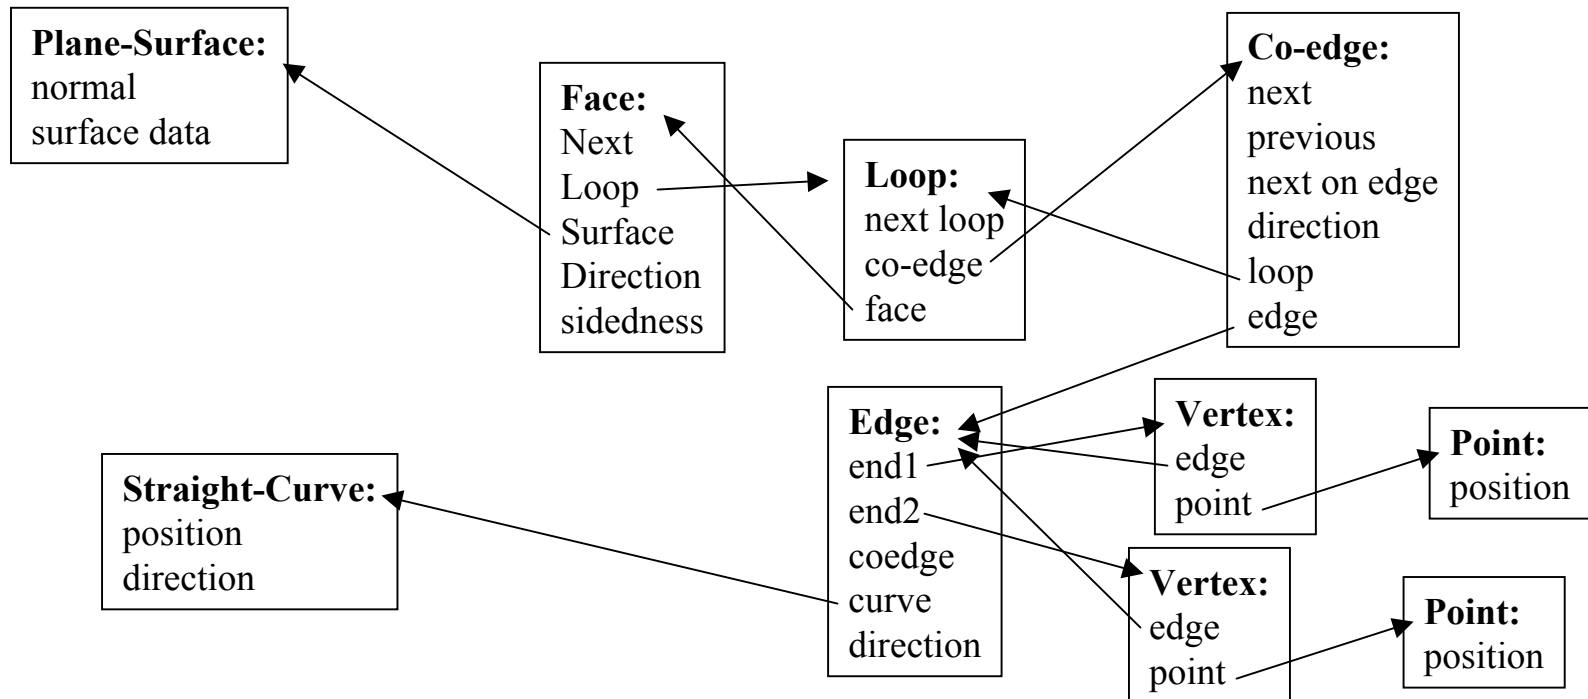 Plane-Surface:
normal
surface data
Face:
Next
Loop
Surface
Direction
sidedness
Loop:
next loop
co-edge
face
Co-edge:
next
previous
next on edge
direction
loop
edge
Straight-Curve:
position
direction
Edge:
end1
end2
coedge
curve
direction
Vertex:
edge
point
Point:
position
Vertex:
edge
point
Point:
position